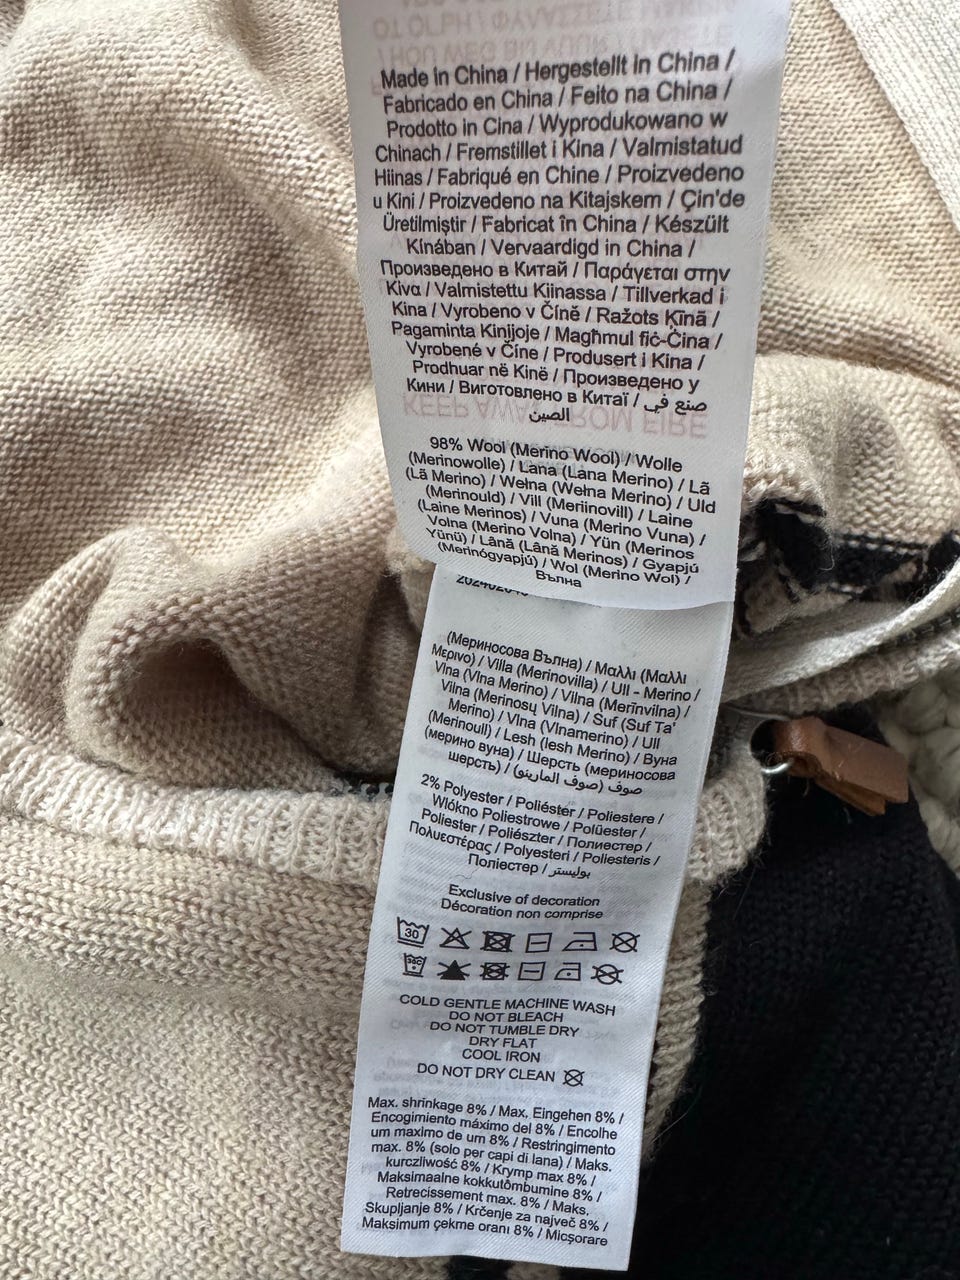 Made in China / Hergestellt in China /
Fabricado en China / Feito na China /
Prodotto in Cina / Wyprodukowano w
Chinach / Fremstillet i Kina / Valmistatud
Hiinas / Fabriqué en Chine / Proizvedeno
u Kini / Proizvedeno na Kitajskem / Çin'de
Üretilmiştir / Fabricat în China / Készült
Kínában / Vervaardigd in China /
Произведено в Китай / Παράγεται στην
Κίνα / Valmistettu Kiinassa / Tillverkad i
Kina / Vyrobeno v Číně / Ražots Ķīnā /
Pagaminta Kinijoje / Magħmul fiċ-Ċina /
Vyrobené v Číne / Produsert i Kina /
Prodhuar në Kinë / Произведено у
Кини / Виготовлено в Китаї / صنع في
الصين
KEEP AWAY FROM FIRE
98% Wool (Merino Wool) / Wolle
(Merinowolle) / Lana (Lana Merino) / Lã
(Lã Merino) / Wełna (Wełna Merino) / Uld
(Merinould) / Vill (Meriinovill) / Laine
(Laine Merinos) / Vuna (Merino Vuna) /
Volna (Merino Volna) / Yün (Merinos
Yünü) / Lână (Lână Merinos) / Gyapjú
(Merinógyapjú) / Wol (Merino Wol) /
Вълна
(Мериносова Вълна) / Μαλλι (Μαλλι
Μερινο) / Villa (Merinovilla) / Ull - Merino /
Vlna (Vlna Merino) / Vilna (Merīnvilna) /
Vilna (Merinosų Vilna) / Suf (Suf Ta'
Merino) / Vlna (Vlnamerino) / Ull
(Merinoull) / Lesh (lesh Merino) / Вуна
(мерино вуна) / Шерсть (мериносова
шерсть) / صوف (صوف المارينو)
2% Polyester / Poliéster / Poliestere /
Włókno Poliestrowe / Polüester /
Poliester / Poliészter / Полиестер /
Πολυεστέρας / Polyesteri / Poliesteris /
Поліестер / بوليستر
Exclusive of decoration
Décoration non comprise
30
30C
COLD GENTLE MACHINE WASH
DO NOT BLEACH
DO NOT TUMBLE DRY
DRY FLAT
COOL IRON
DO NOT DRY CLEAN
Max. shrinkage 8% / Max, Eingehen 8% /
Encogimiento máximo del 8% / Encolhe
um maximo de um 8% / Restringimento
max. 8% (solo per capi di lana) / Maks.
kurczliwość 8% / Krymp max 8% /
Maksimaalne kokkutõmbumine 8% /
Retrecissement max. 8% / Maks.
Skupljanje 8% / Krčenje za največ 8% /
Maksimum çekme oranı 8% / Micșorare